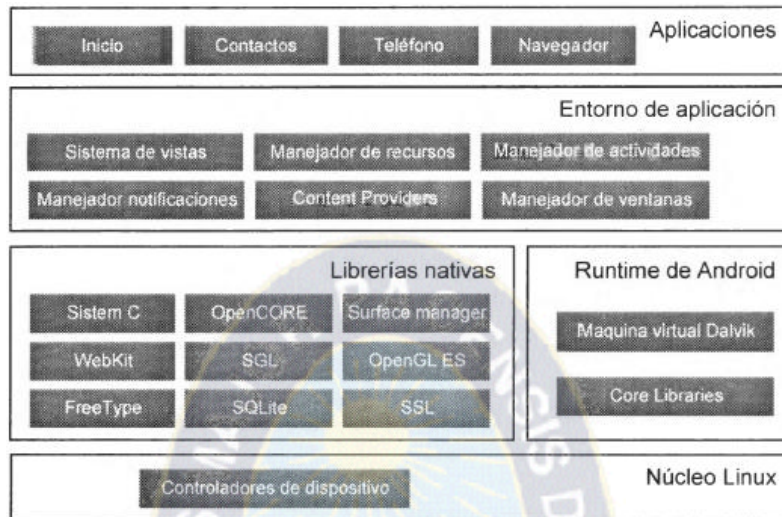 Aplicaciones
Inicio Contactos Teléfono Navegador
Entorno de aplicación
Sistema de vistas Manejador de recursos Manejador de actividades
Manejador notificaciones Content Providers Manejador de ventanas
Librerías nativas
Sistem C OpenCORE Surface manager
WebKit SGL OpenGL ES
FreeType SQLite SSL
Runtime de Android
Maquina virtual Dalvik
Core Libraries
Núcleo Linux
Controladores de dispositivo